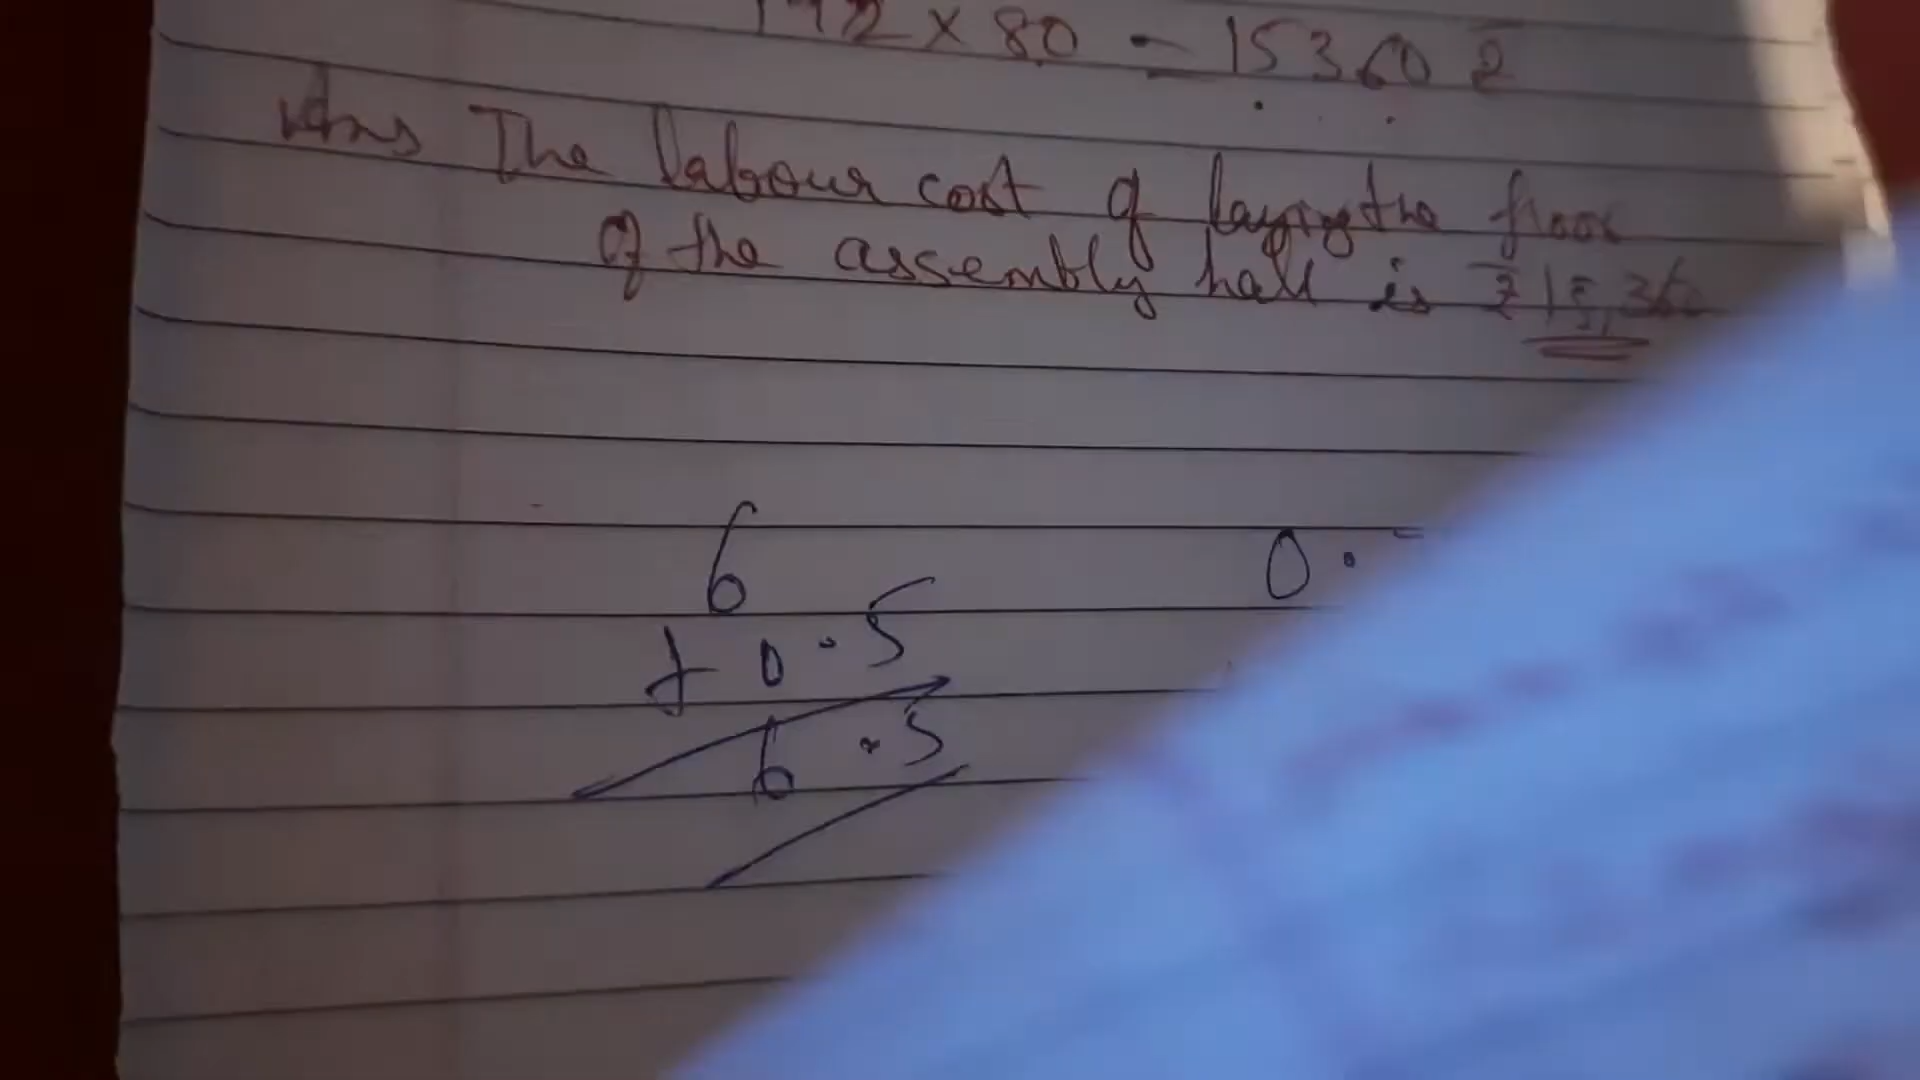 192 × 80 = 15360 ₹
Ans The labour cost of laying the floor
of the assembly hall is ₹ 15,360
6 0.
+ 0.5
6.5